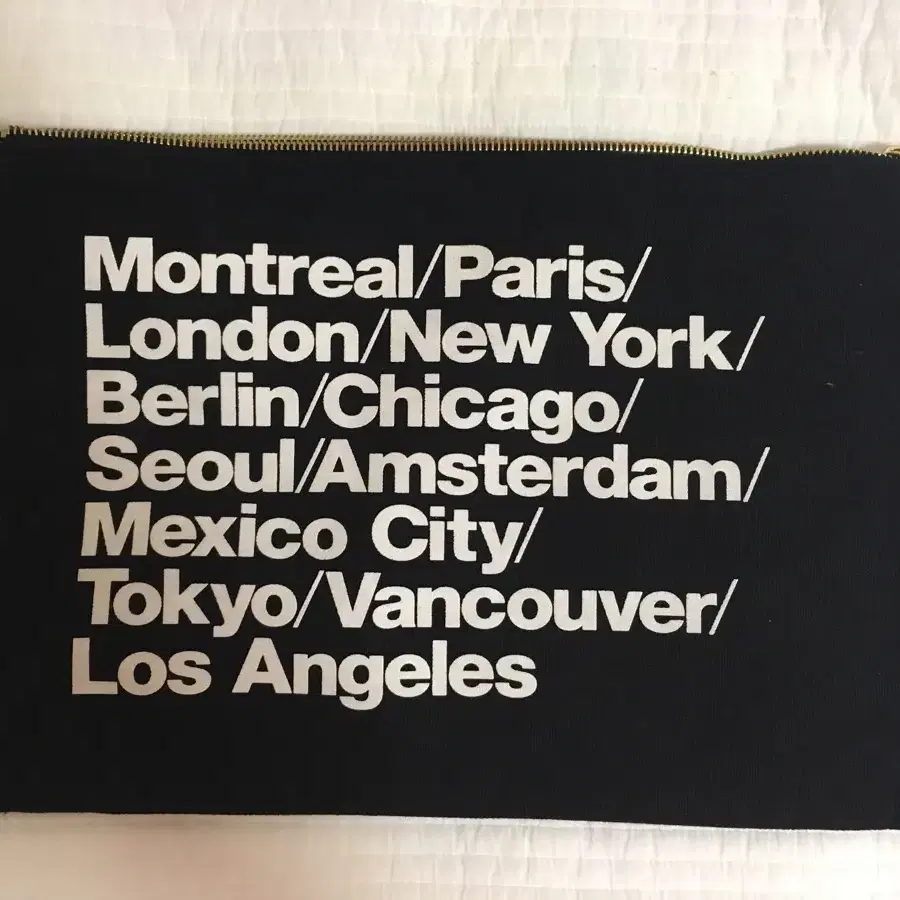 Montreal/Paris/
London/New York/
Berlin/Chicago/
Seoul/Amsterdam/
Mexico City/
Tokyo/Vancouver/
Los Angeles